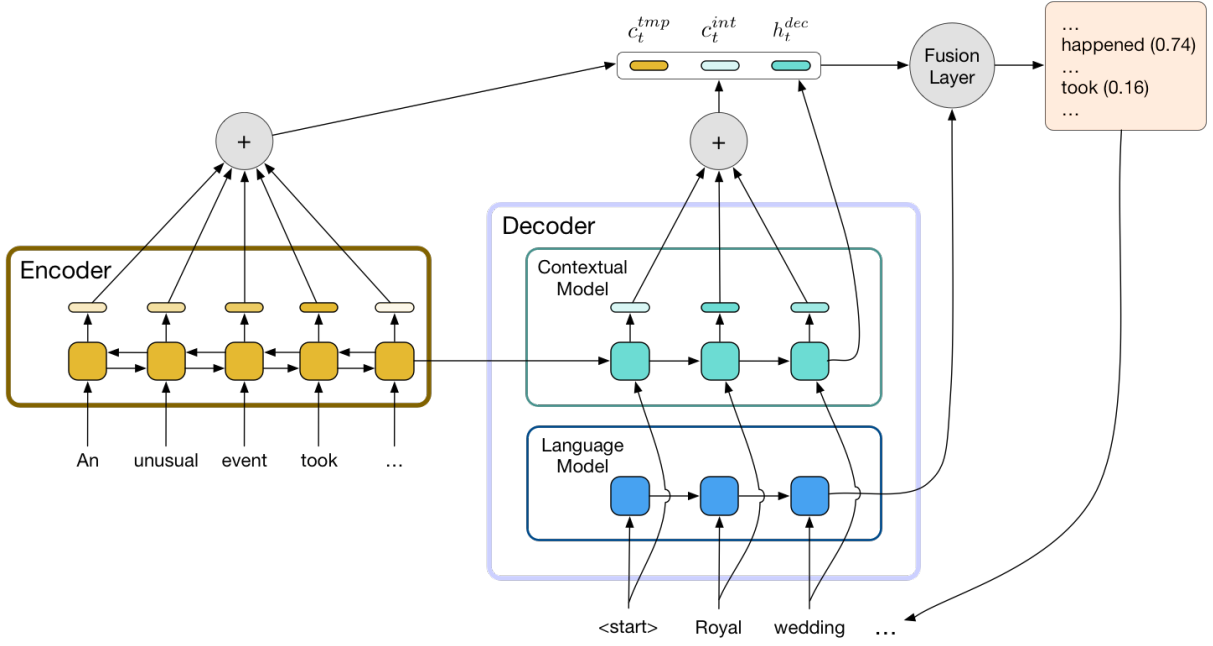 c_t^{tmp} c_t^{int} h_t^{dec}
Fusion
Layer
...
happened (0.74)
...
took (0.16)
...
+
+
Encoder
Decoder
Contextual
Model
Language
Model
An unusual event took ...
<start> Royal wedding ...